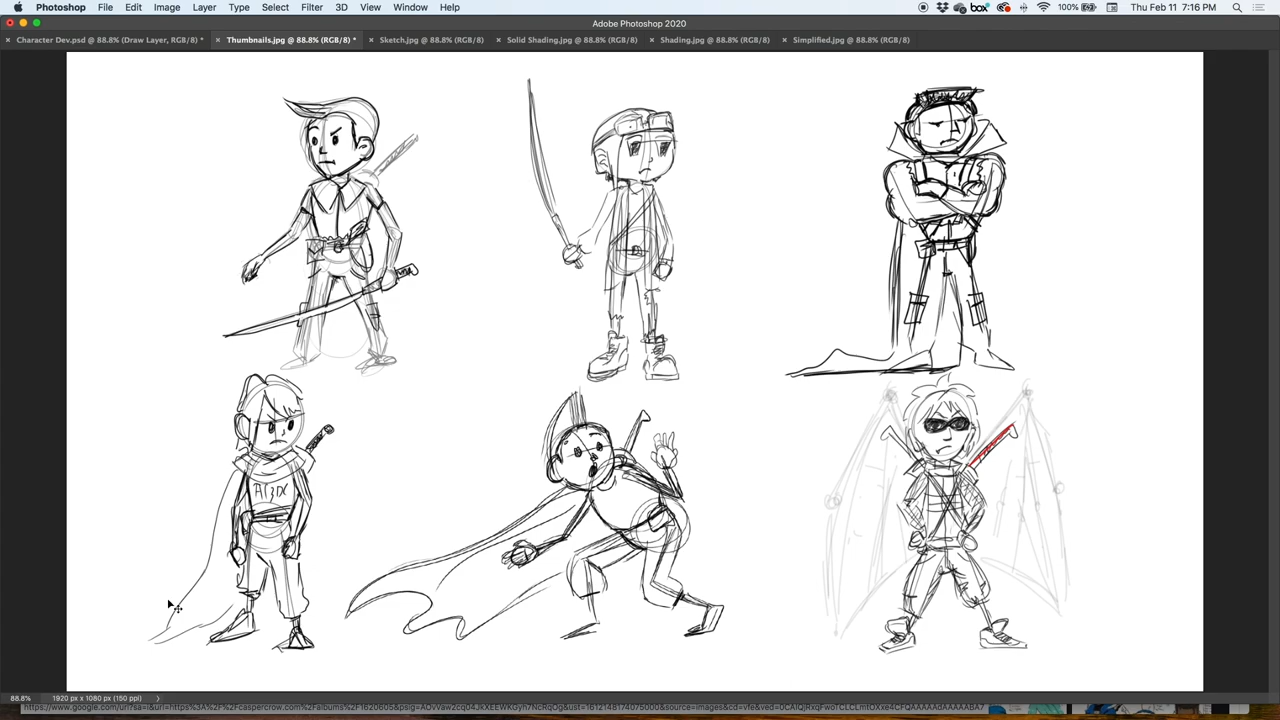 Photoshop File Edit Image Layer Type Select Filter 3D View Window Help
box 100% Thu Feb 11 7:16 PM
Adobe Photoshop 2020
Character Dev.psd @ 88.8% (Draw Layer, RGB/8) *
Thumbnails.jpg @ 88.8% (RGB/8) *
Sketch.jpg @ 88.8% (RGB/8)
Solid Shading.jpg @ 88.8% (RGB/8)
Shading.jpg @ 88.8% (RGB/8)
Simplified.jpg @ 88.8% (RGB/8)
88.8% 1920 px x 1080 px (150 ppi)